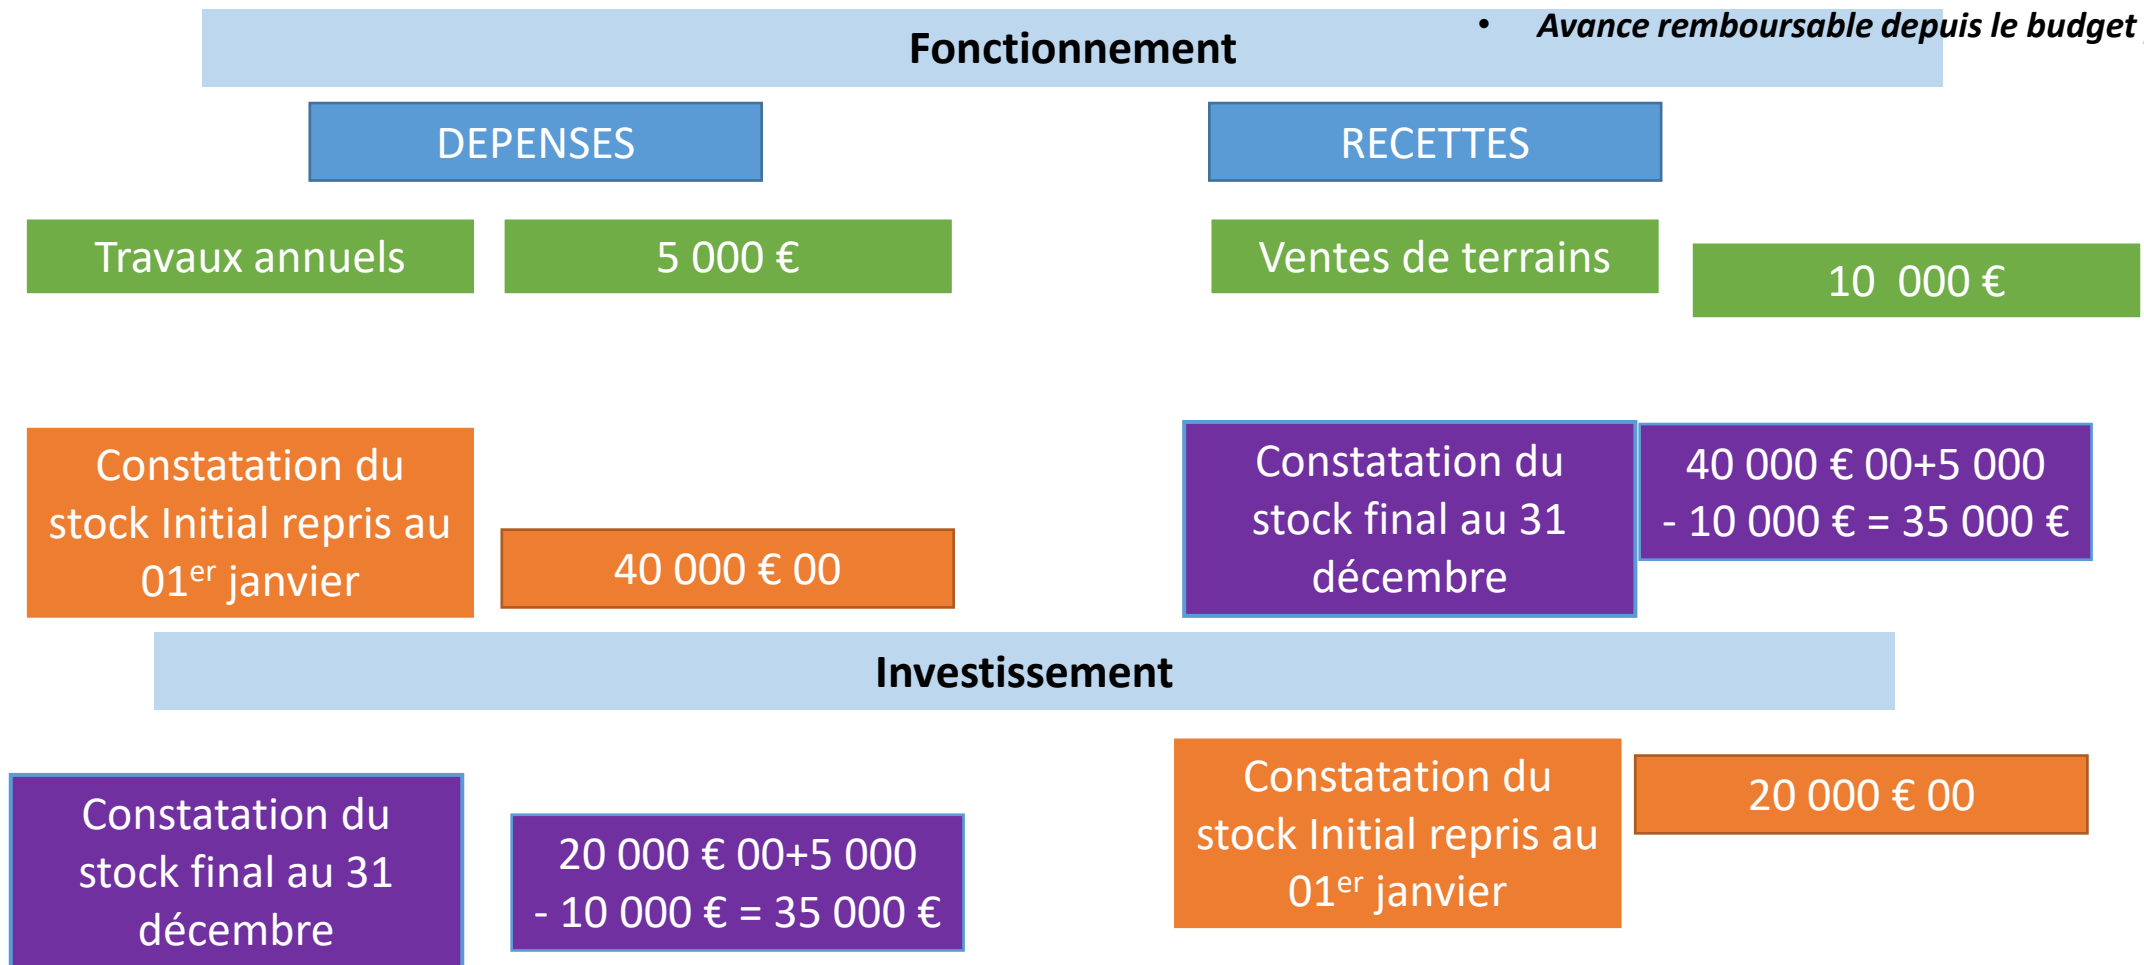 • Avance remboursable depuis le budget
Fonctionnement
DEPENSES
RECETTES
Travaux annuels
5 000 €
Ventes de terrains
10  000 €
Constatation du
stock Initial repris au
01er janvier
40 000 € 00
Constatation du
stock final au 31
décembre
40 000 € 00+5 000
- 10 000 € = 35 000 €
Investissement
Constatation du
stock final au 31
décembre
20 000 € 00+5 000
- 10 000 € = 35 000 €
Constatation du
stock Initial repris au
01er janvier
20 000 € 00